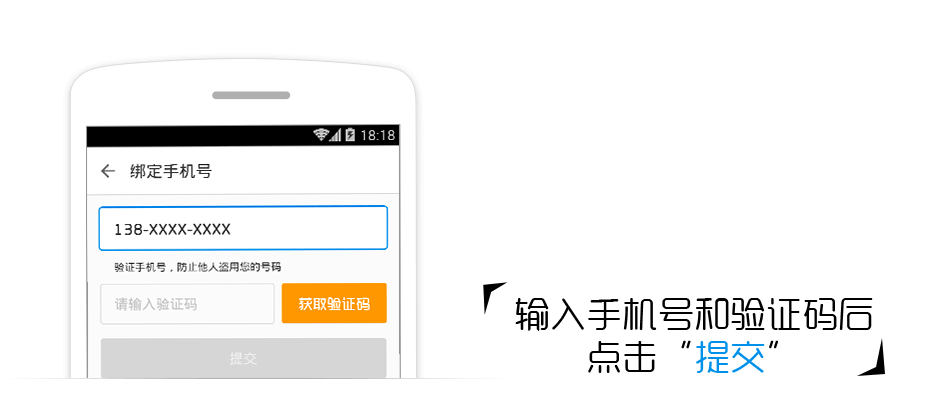 18:18
绑定手机号
138-XXXX-XXXX
验证手机号，防止他人盗用您的号码
请输入验证码
获取验证码
提交
输入手机号和验证码后
点击“提交”